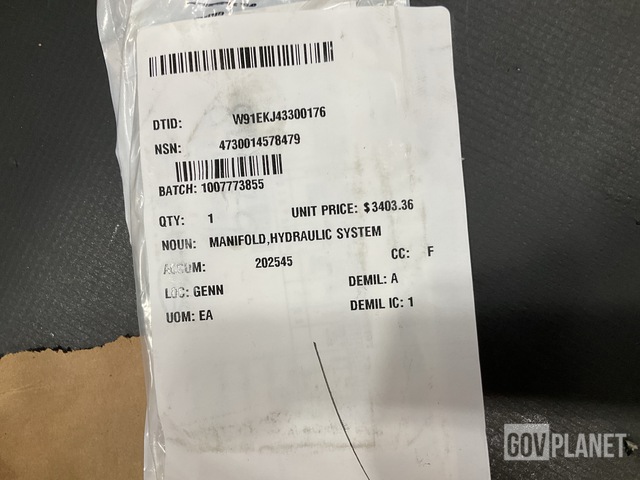 DTID: W91EKJ43300176
NSN: 4730014578479
BATCH: 1007773855
QTY: 1 UNIT PRICE: $3403.36
NOUN: MANIFOLD,HYDRAULIC SYSTEM
ACCUM: 202545 CC: F
LOC: GENN DEMIL: A
UOM: EA DEMIL IC: 1
GOVPLANET